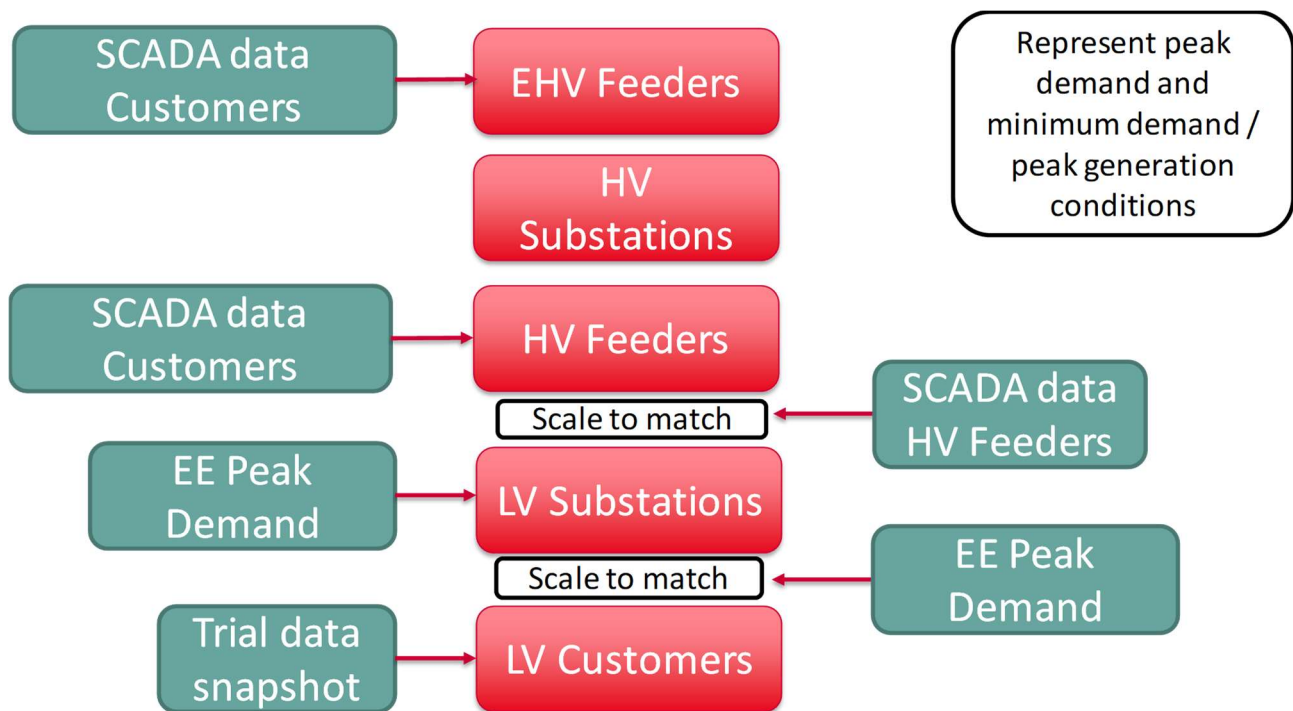 SCADA data
Customers
EHV Feeders
Represent peak
demand and
minimum demand /
peak generation
conditions
HV
Substations
SCADA data
Customers
HV Feeders
Scale to match
SCADA data
HV Feeders
EE Peak
Demand
LV Substations
Scale to match
EE Peak
Demand
Trial data
snapshot
LV Customers